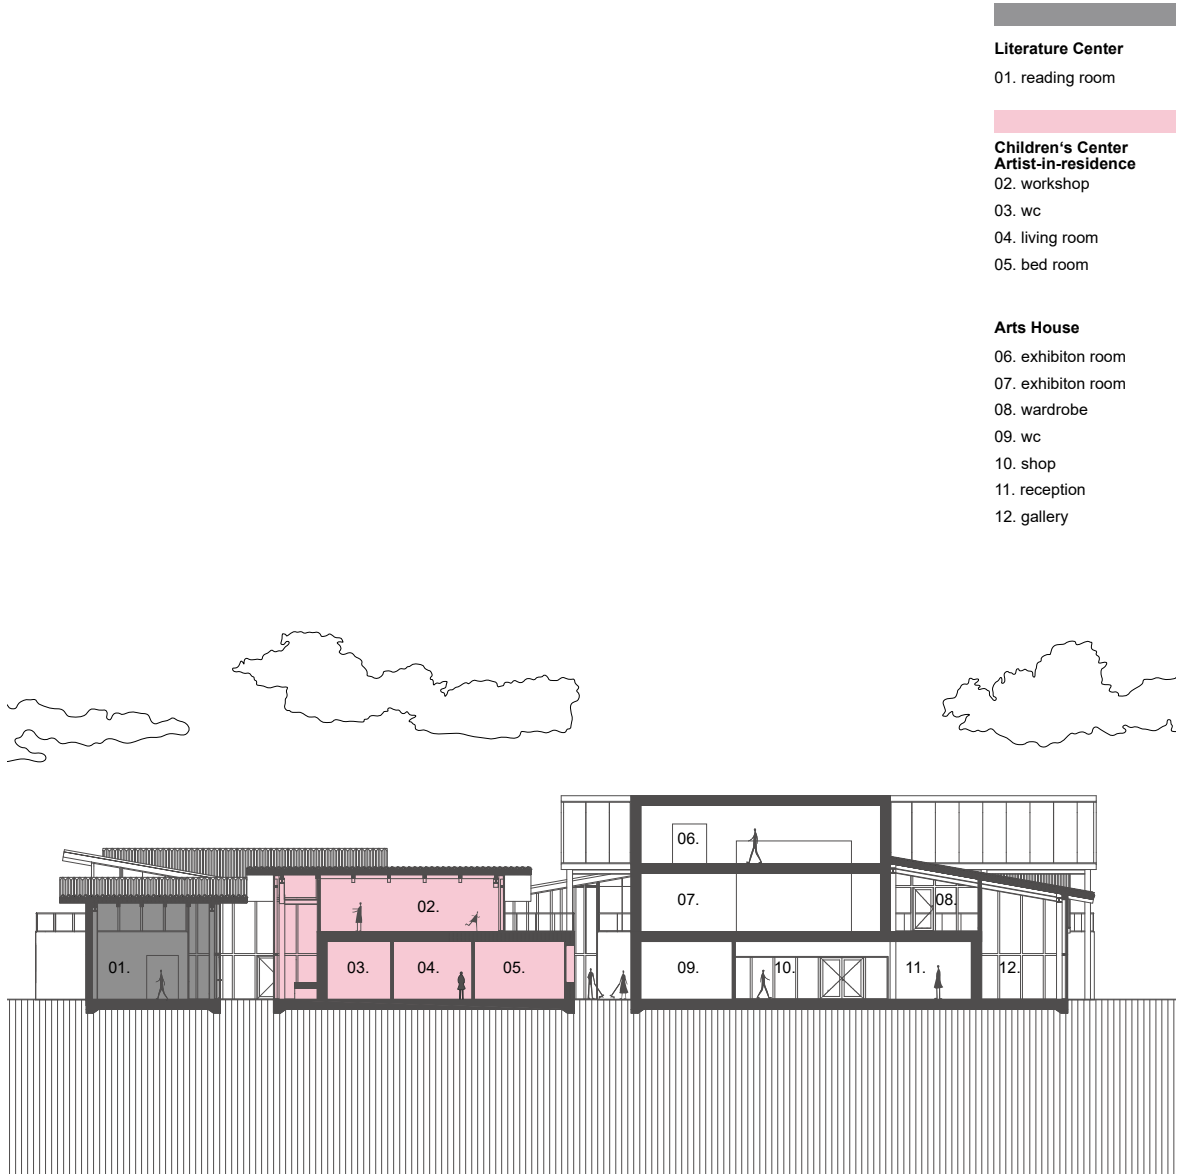 Literature Center
01. reading room
Children‘s Center
Artist-in-residence
02. workshop
03. wc
04. living room
05. bed room
Arts House
06. exhibiton room
07. exhibiton room
08. wardrobe
09. wc
10. shop
11. reception
12. gallery
06.
07.
08.
02.
01.
03.
04.
05.
09.
10.
11.
12.